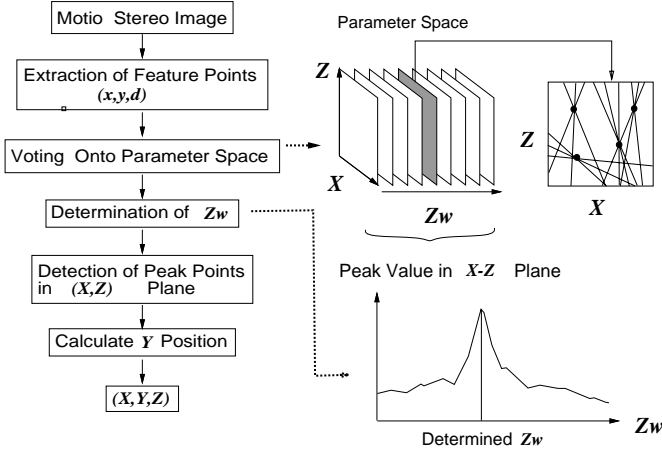 Motio Stereo Image
Extraction of Feature Points
(x,y,d)
Voting Onto Parameter Space
Determination of Zw
Detection of Peak Points
in (X,Z) Plane
Calculate Y Position
(X,Y,Z)
Parameter Space
Z
X
Zw
Z
X
Peak Value in X-Z Plane
Zw
Determined Zw